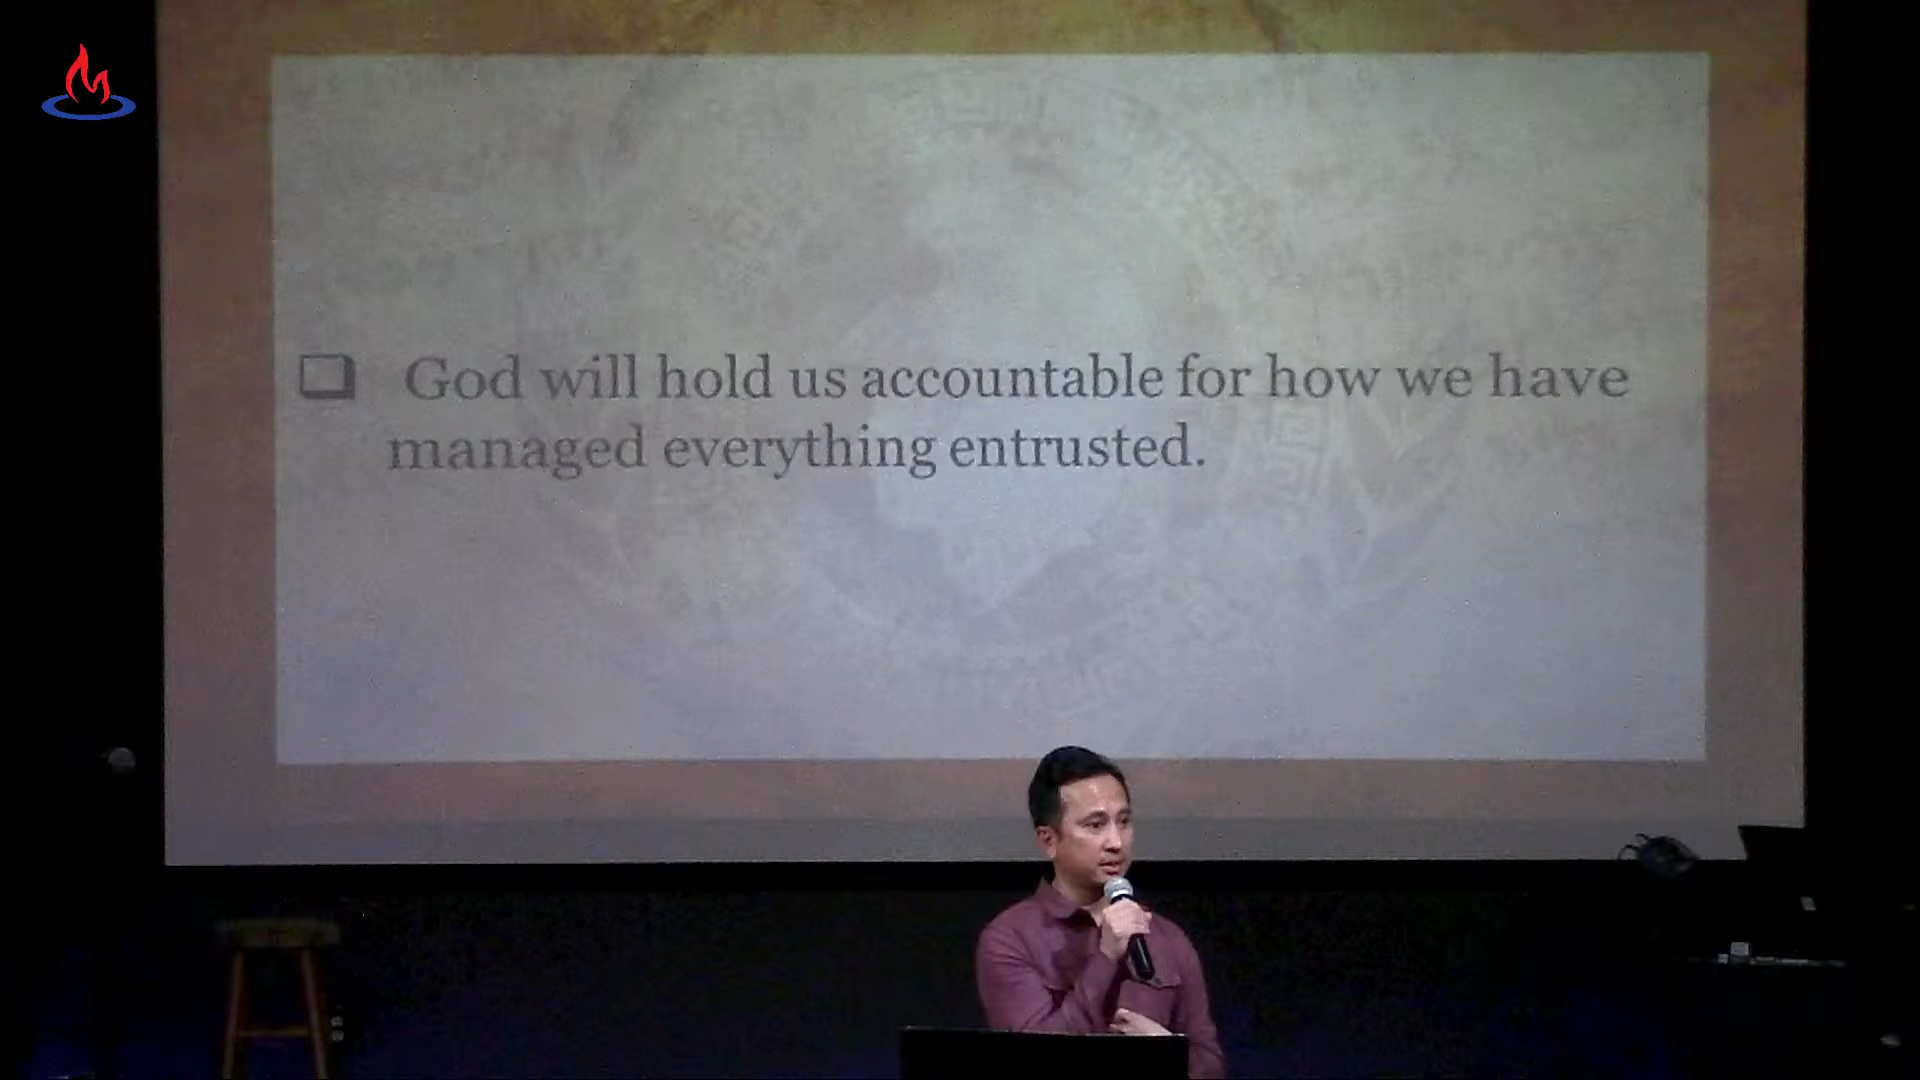 ❑ God will hold us accountable for how we have
managed everything entrusted.